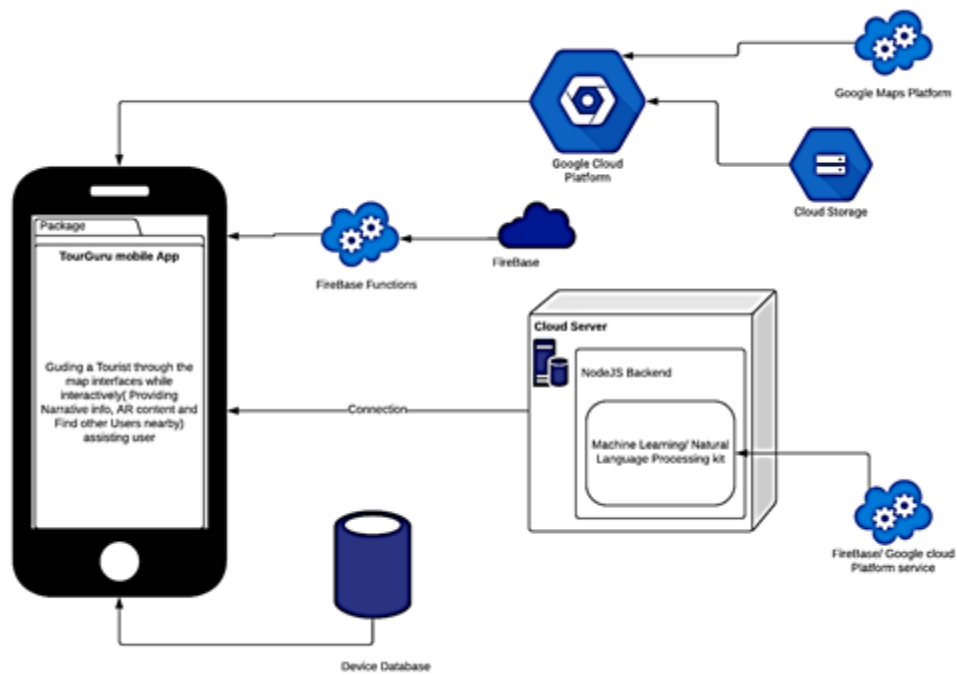 Google Maps Platform
Google Cloud
Platform
Cloud Storage
Package
TourGuru mobile App
FireBase Functions
FireBase
Guding a Tourist through the
map interfaces while
interactively( Providing
Narrative info, AR content and
Find other Users nearby)
assisting user
Cloud Server
NodeJS Backend
Connection
Machine Learning/ Natural
Language Processing kit
FireBase/ Google cloud
Platform service
Device Database